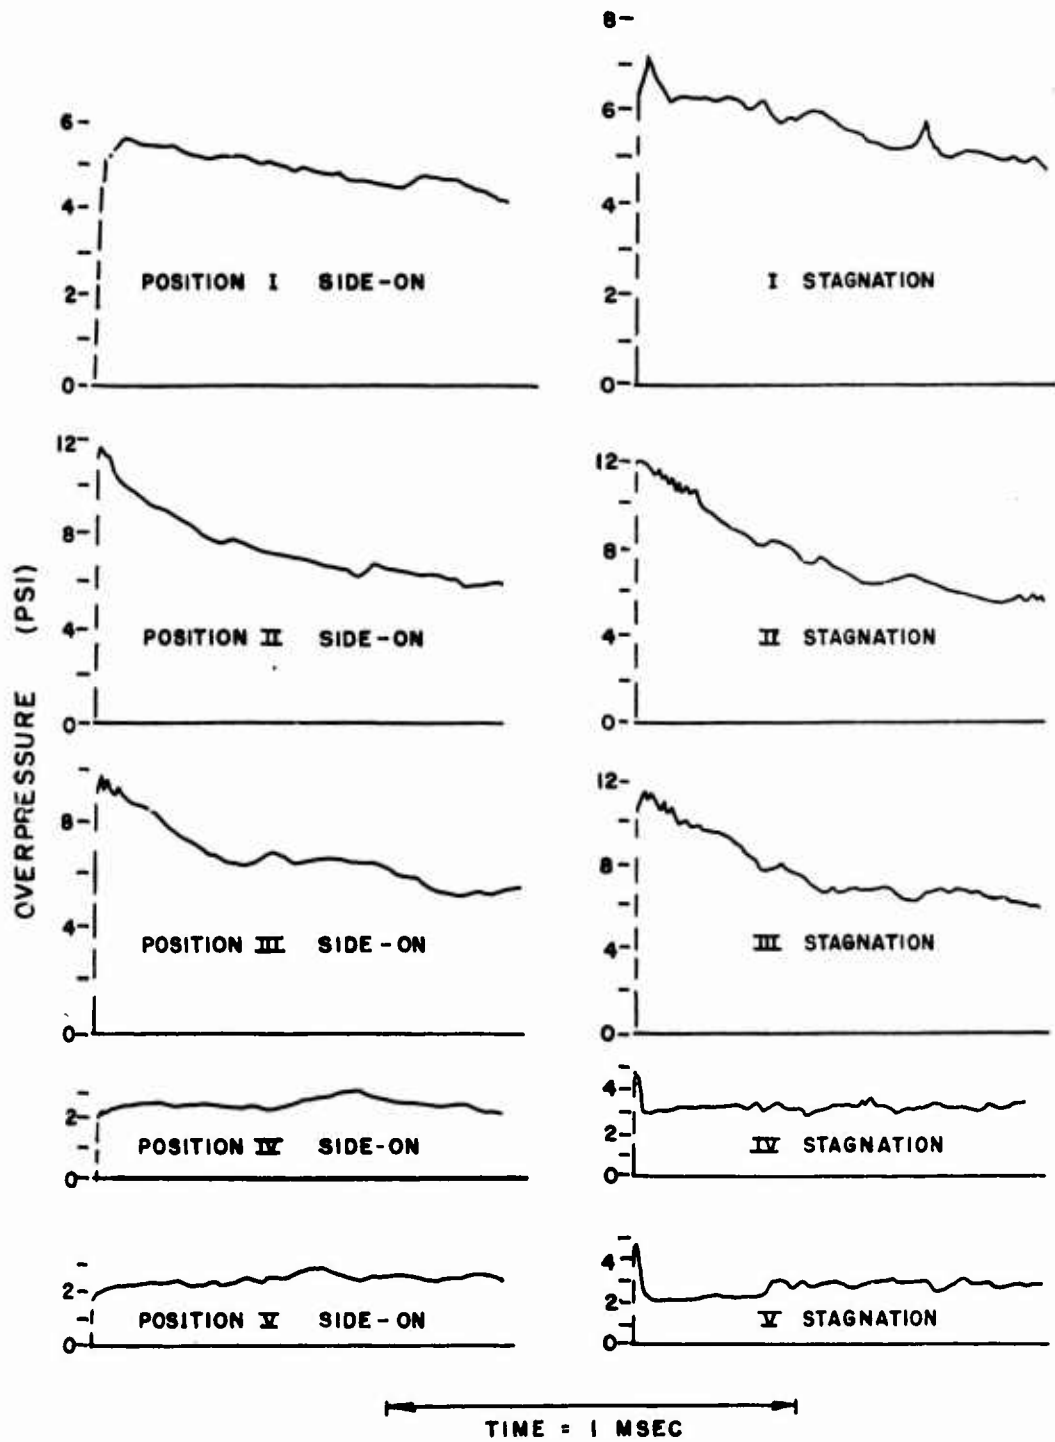 OVERPRESSURE (PSI)
6-
4-
2-
0-
POSITION I SIDE-ON
8-
6-
4-
2-
0-
I STAGNATION
12-
8-
4-
0-
POSITION II SIDE-ON
12-
8-
4-
0-
II STAGNATION
8-
4-
0-
POSITION III SIDE-ON
12-
8-
4-
0-
III STAGNATION
2-
0-
POSITION IV SIDE-ON
4-
2-
0-
IV STAGNATION
2-
0-
POSITION V SIDE-ON
4-
2-
0-
V STAGNATION
TIME = 1 MSEC